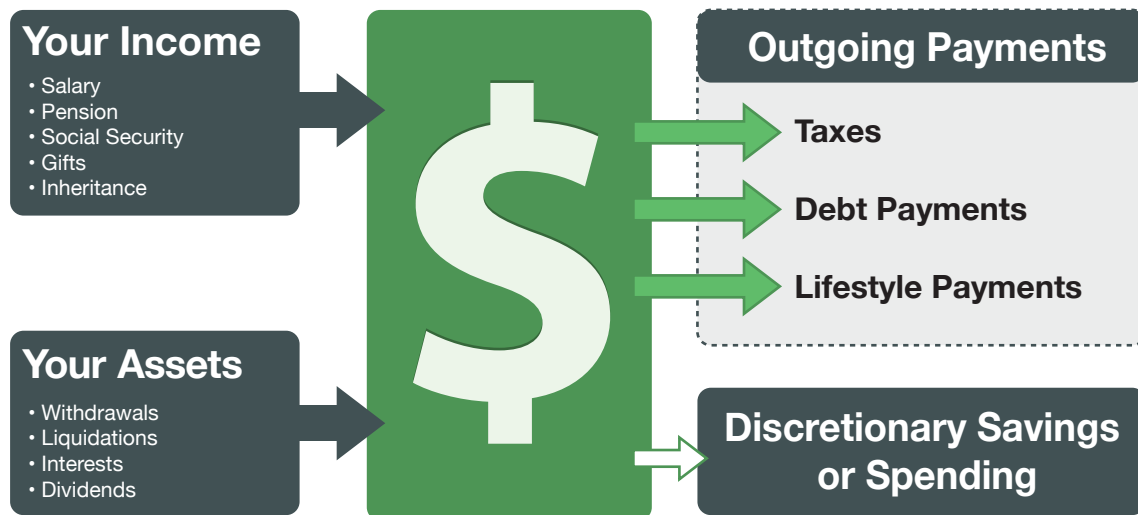 Your Income
• Salary
• Pension
• Social Security
• Gifts
• Inheritance
Your Assets
• Withdrawals
• Liquidations
• Interests
• Dividends
$
Outgoing Payments
Taxes
Debt Payments
Lifestyle Payments
Discretionary Savings
or Spending